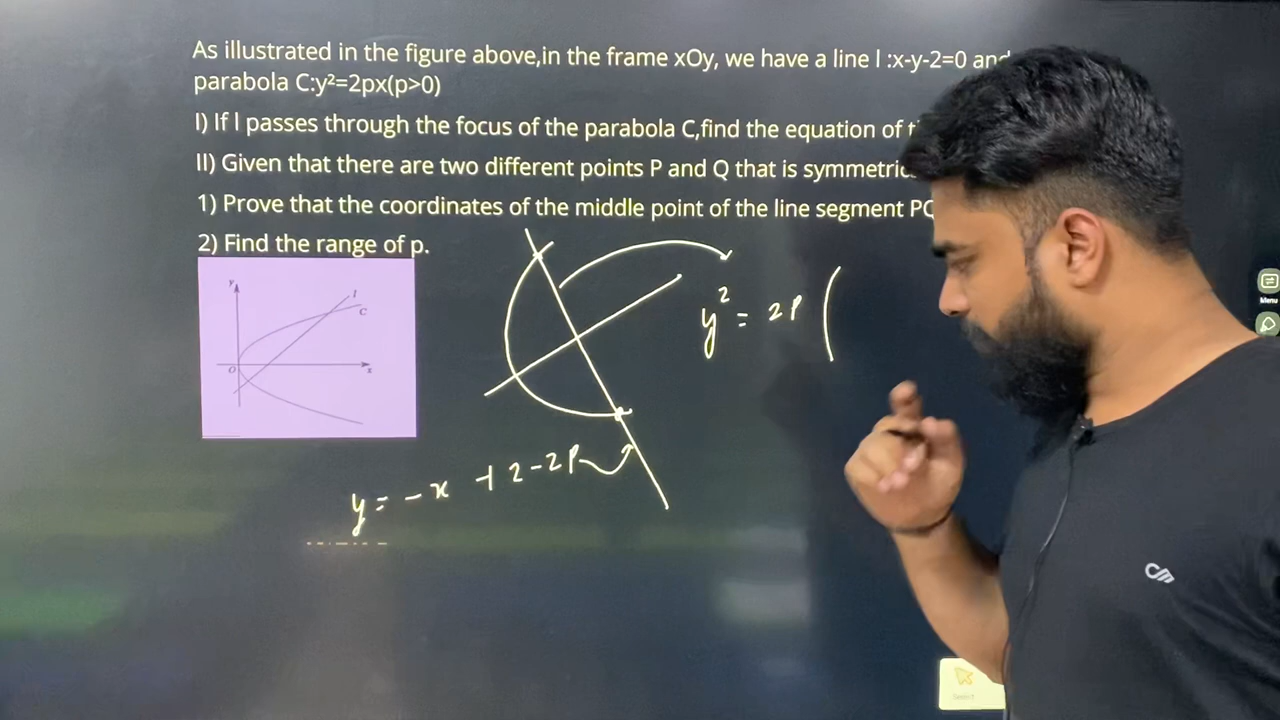 As illustrated in the figure above,in the frame xOy, we have a line l :x-y-2=0 and
parabola C:y²=2px(p>0)
I) If l passes through the focus of the parabola C,find the equation of
II) Given that there are two different points P and Q that is
1) Prove that the coordinates of the middle point of the line segment
2) Find the range of p.
y
l
C
O
x
y² = 2P (
y = -x + 2 - 2P
Menu
Select